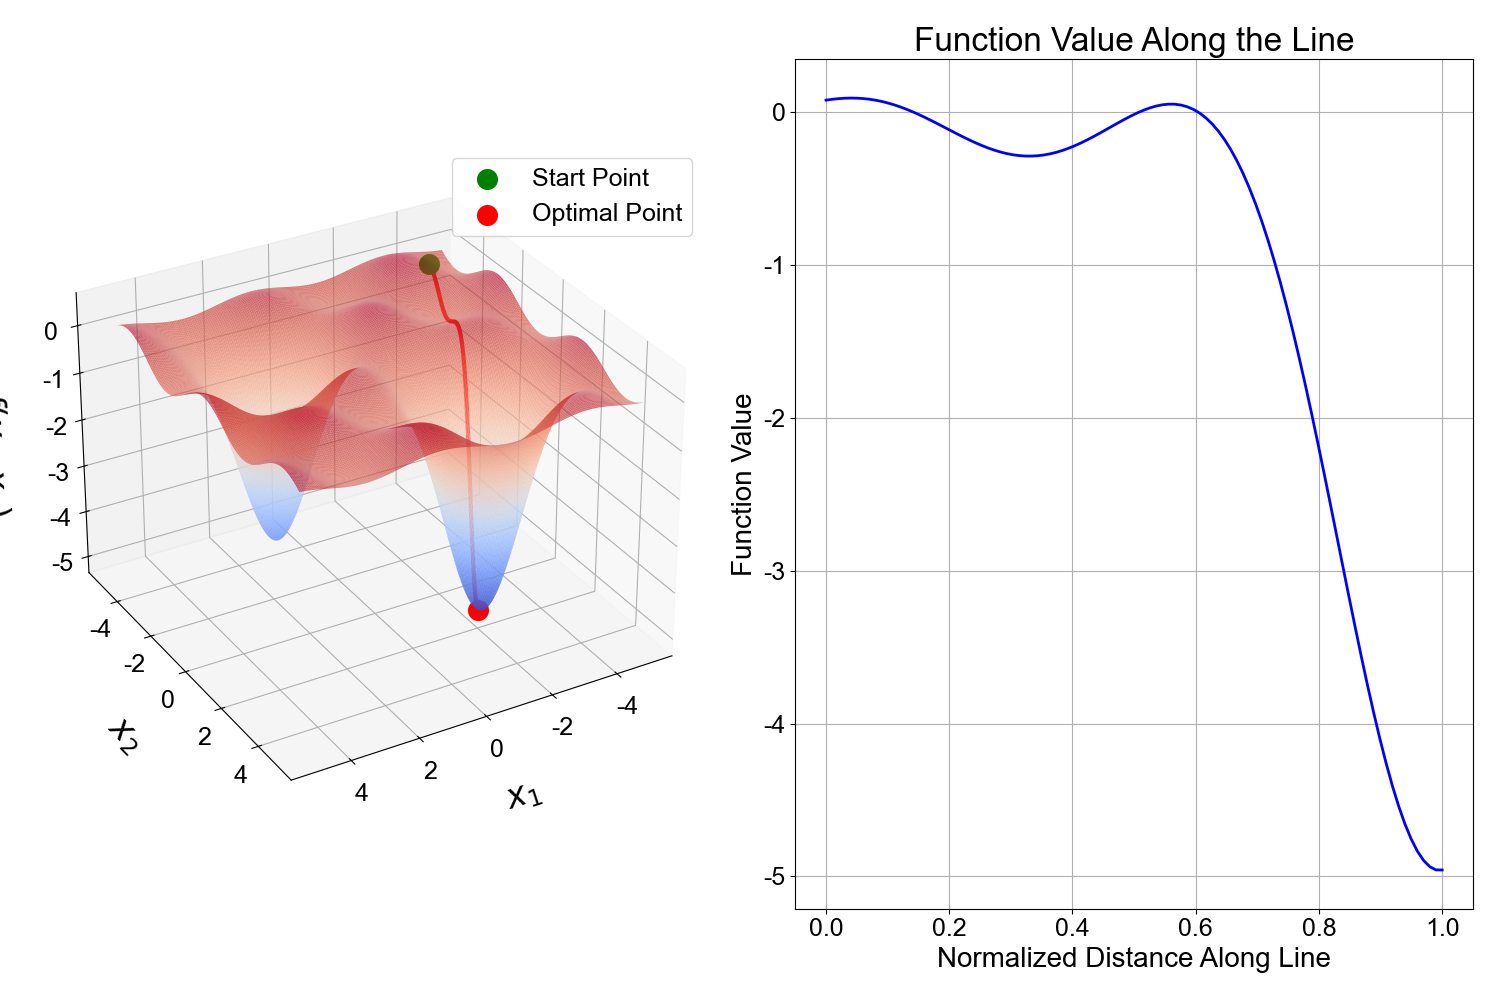 Start Point
Optimal Point
0
-1
-2
-3
-4
-5
-4
-2
0
2
4
x2
4
2
0
-2
-4
x1
Function Value Along the Line
0
-1
-2
-3
-4
-5
Function Value
0.0 0.2 0.4 0.6 0.8 1.0
Normalized Distance Along Line